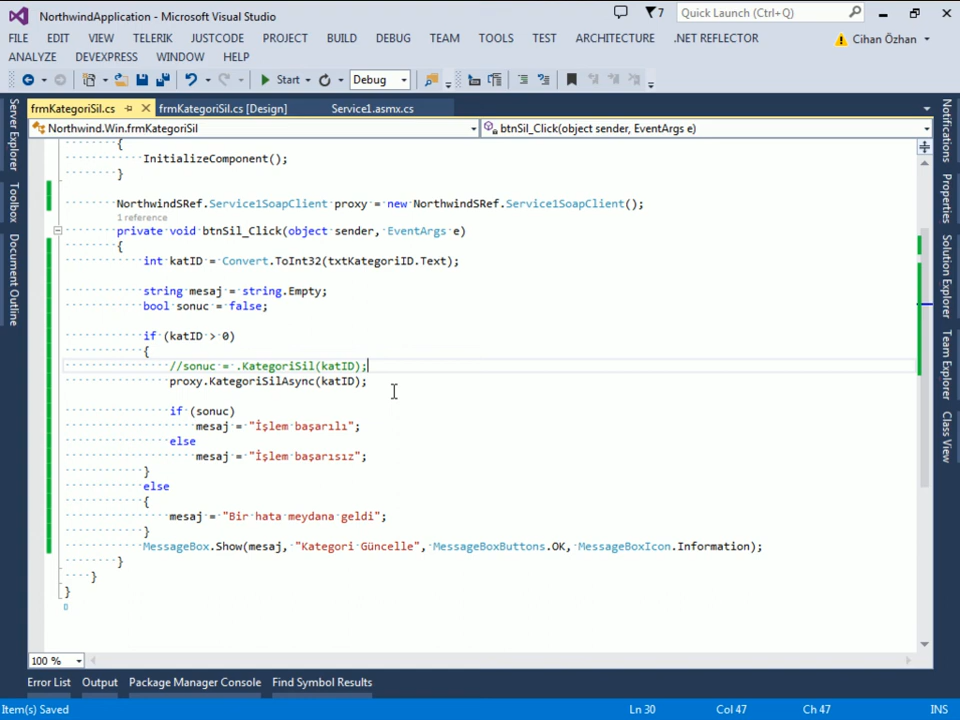 NorthwindApplication - Microsoft Visual Studio
7
Quick Launch (Ctrl+Q)
FILE EDIT VIEW TELERIK JUSTCODE PROJECT BUILD DEBUG TEAM TOOLS TEST ARCHITECTURE .NET REFLECTOR
Cihan Özhan
ANALYZE DEVEXPRESS WINDOW HELP
Start Debug
frmKategoriSil.cs frmKategoriSil.cs [Design] Service1.asmx.cs
Northwind.Win.frmKategoriSil btnSil_Click(object sender, EventArgs e)
Server Explorer
Toolbox
Document Outline
{
InitializeComponent();
}
NorthwindSRef.Service1SoapClient proxy = new NorthwindSRef.Service1SoapClient();
1 reference
private void btnSil_Click(object sender, EventArgs e)
{
int katID = Convert.ToInt32(txtKategoriID.Text);
string mesaj = string.Empty;
bool sonuc = false;
if (katID > 0)
{
//sonuc = .KategoriSil(katID);
proxy.KategoriSilAsync(katID);
if (sonuc)
mesaj = "İşlem başarılı";
else
mesaj = "İşlem başarısız";
}
else
{
mesaj = "Bir hata meydana geldi";
}
MessageBox.Show(mesaj, "Kategori Güncelle", MessageBoxButtons.OK, MessageBoxIcon.Information);
}
}
}
Notifications
Properties
Solution Explorer
Team Explorer
Class View
100 %
Error List Output Package Manager Console Find Symbol Results
Item(s) Saved Ln 30 Col 47 Ch 47 INS